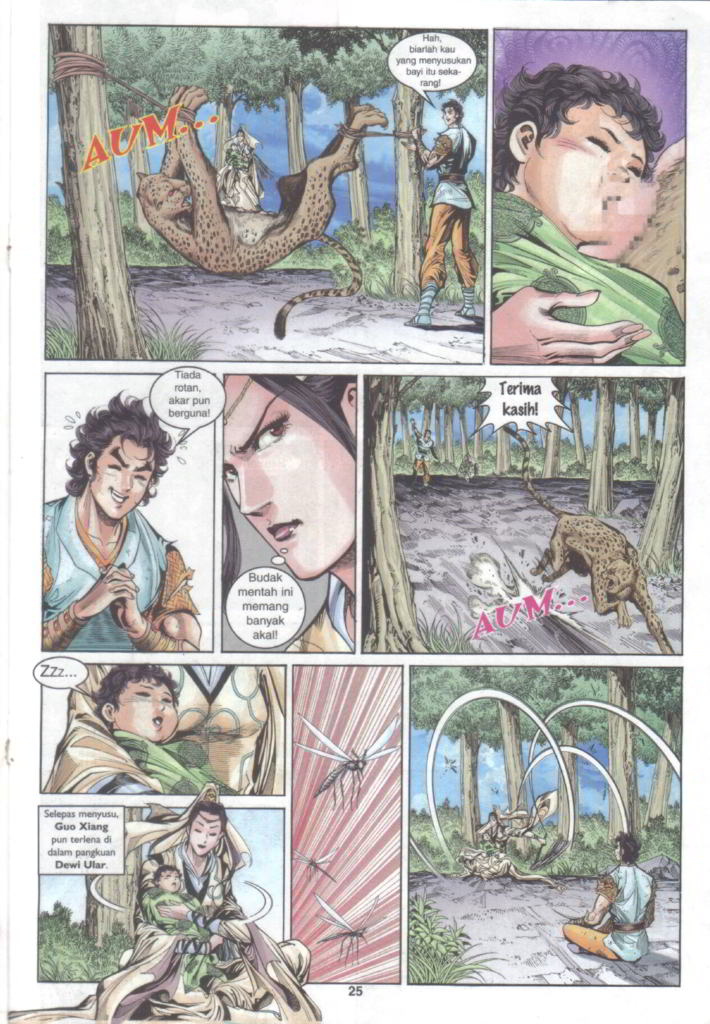 Hah,
biarlah kau
yang menyusukan
bayi itu seka-
rang!
AUM...
Tiada
rotan,
akar pun
berguna!
Budak
mentah ini
memang
banyak
akal!
Terima
kasih!
AUM...
ZZZ...
Selepas menyusu,
Guo Xiang
pun terlena di
dalam pangkuan
Dewi Ular.
25